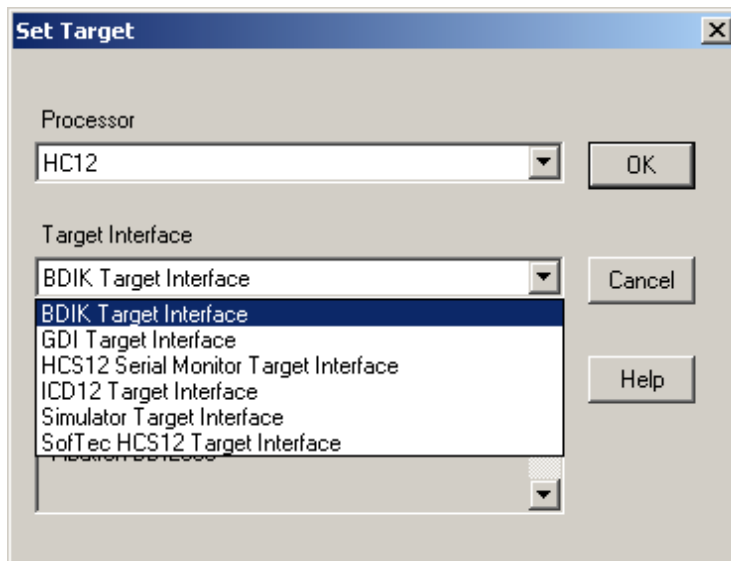 Set Target
Processor
HC12
OK
Target Interface
BDIK Target Interface
Cancel
BDIK Target Interface
GDI Target Interface
HCS12 Serial Monitor Target Interface
ICD12 Target Interface
Simulator Target Interface
SofTec HCS12 Target Interface
Help